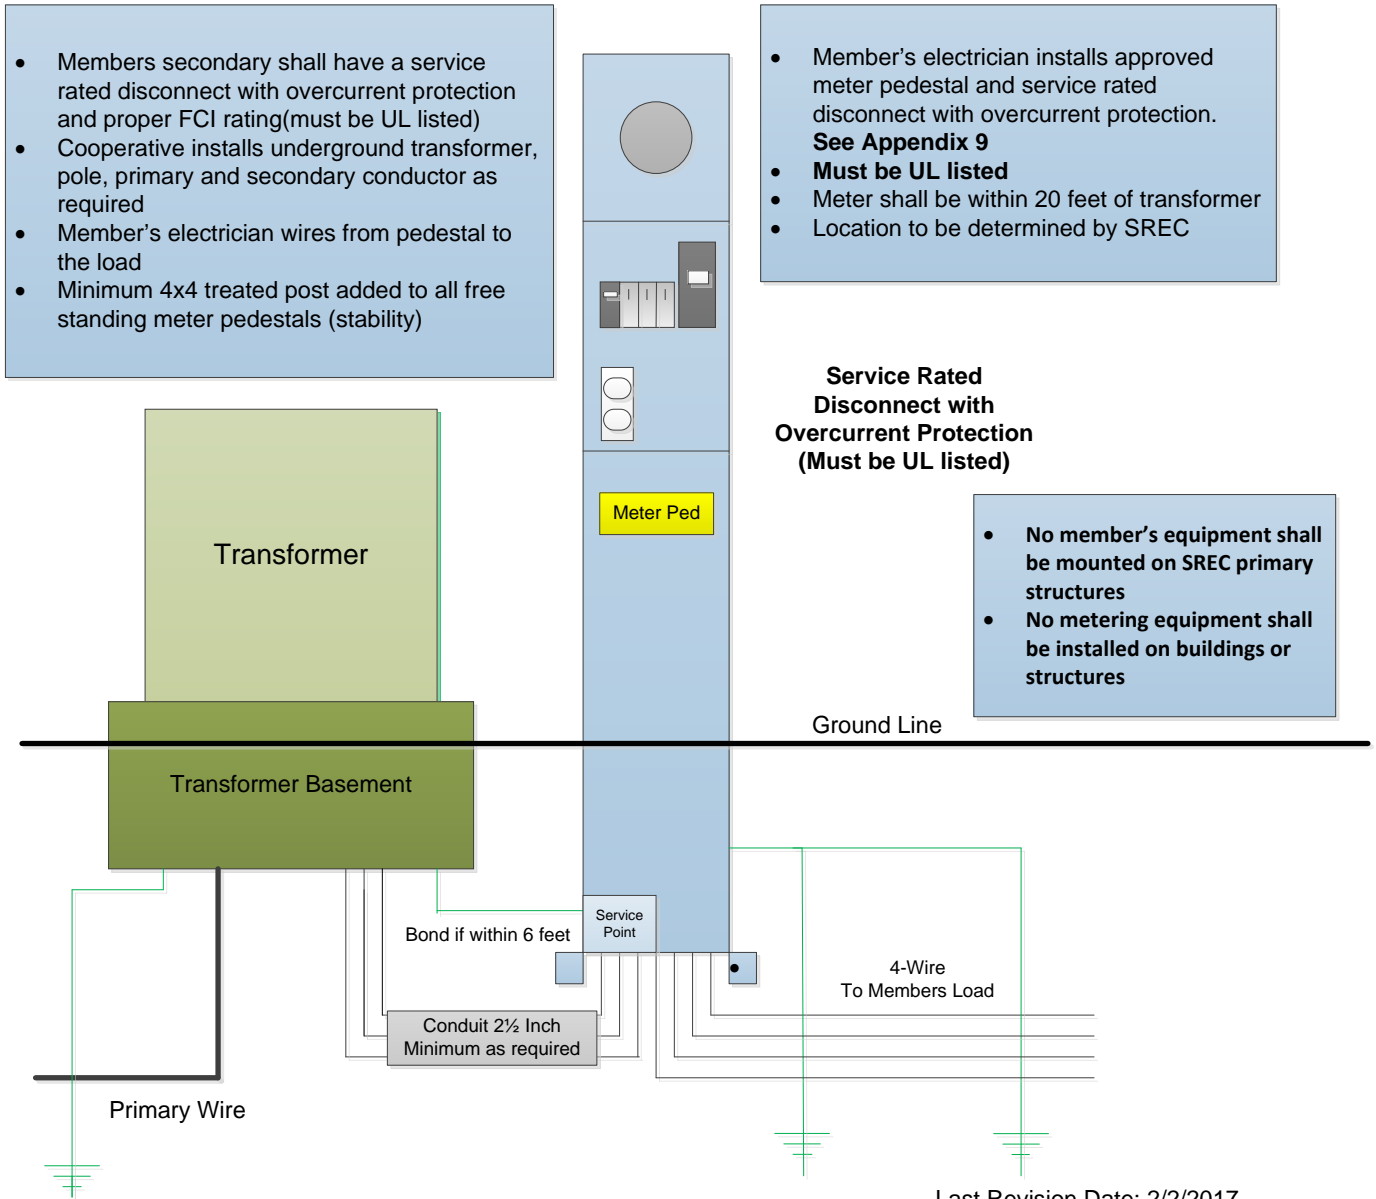 • Members secondary shall have a service
rated disconnect with overcurrent protection
and proper FCI rating(must be UL listed)
• Cooperative installs underground transformer,
pole, primary and secondary conductor as
required
• Member’s electrician wires from pedestal to
the load
• Minimum 4x4 treated post added to all free
standing meter pedestals (stability)
• Member’s electrician installs approved
meter pedestal and service rated
disconnect with overcurrent protection.
See Appendix 9
• Must be UL listed
• Meter shall be within 20 feet of transformer
• Location to be determined by SREC
Service Rated
Disconnect with
Overcurrent Protection
(Must be UL listed)
Meter Ped
Transformer
• No member’s equipment shall
be mounted on SREC primary
structures
• No metering equipment shall
be installed on buildings or
structures
Ground Line
Transformer Basement
Service
Point
Bond if within 6 feet
4-Wire
To Members Load
Conduit 2½ Inch
Minimum as required
Primary Wire
Last Revision Date: 2/2/2017